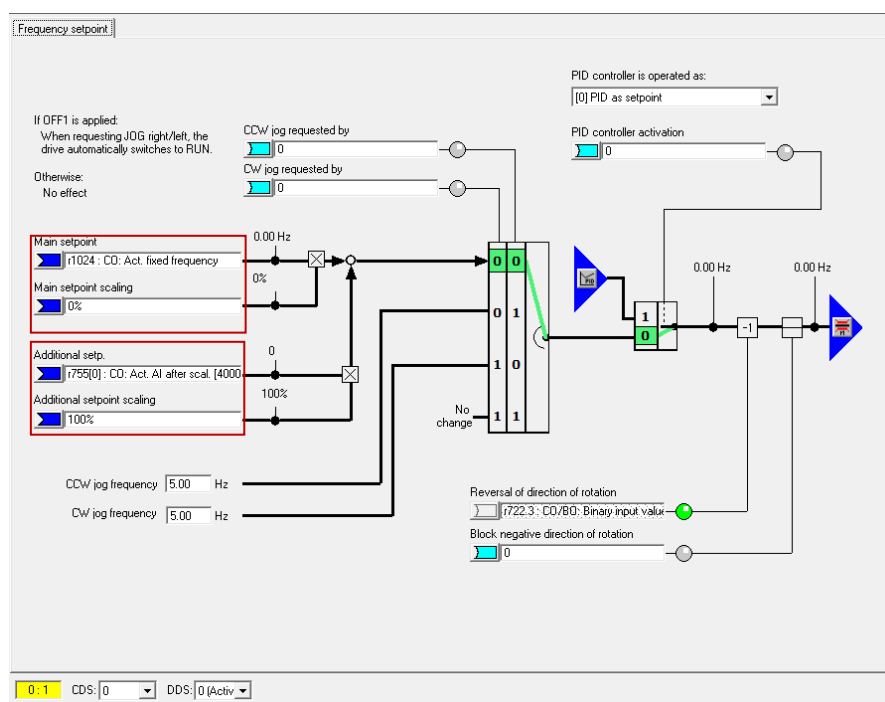 Frequency setpoint
PID controller is operated as:
[0] PID as setpoint
If OFF1 is applied:
When requesting JOG right/left, the
drive automatically switches to RUN.
Otherwise:
No effect
CCW jog requested by
0
CW jog requested by
0
PID controller activation
0
Main setpoint
r1024 : CO: Act. fixed frequency
0.00 Hz
Main setpoint scaling
0%
0%
Additional setp.
r755[0] : CO: Act. AI after scal. [4000
0
Additional setpoint scaling
100%
100%
0 0
0 1
1 0
No
change
1 1
PID
1
0
0.00 Hz
0.00 Hz
-1
CCW jog frequency 5.00 Hz
CW jog frequency 5.00 Hz
Reversal of direction of rotation
r722.3 : CO/BO: Binary input value
Block negative direction of rotation
0
0 : 1 CDS: 0 DDS: 0 (Activ